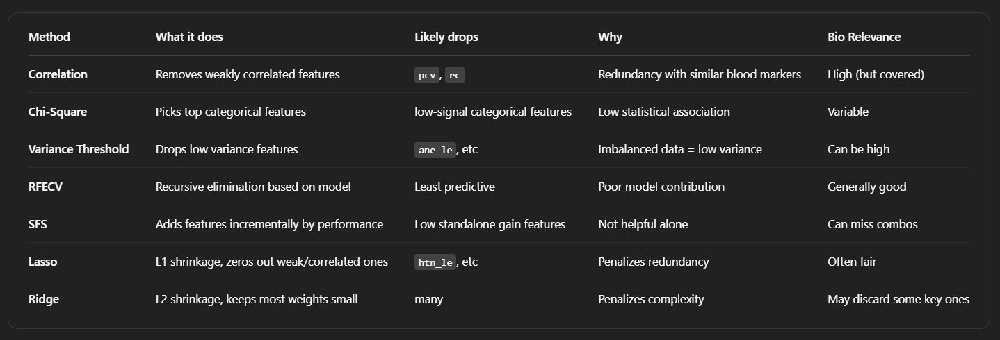 Method What it does Likely drops Why Bio Relevance
Correlation Removes weakly correlated features pcv, rc Redundancy with similar blood markers High (but covered)
Chi-Square Picks top categorical features low-signal categorical features Low statistical association Variable
Variance Threshold Drops low variance features ane_le, etc Imbalanced data = low variance Can be high
RFECV Recursive elimination based on model Least predictive Poor model contribution Generally good
SFS Adds features incrementally by performance Low standalone gain features Not helpful alone Can miss combos
Lasso L1 shrinkage, zeros out weak/correlated ones htn_le, etc Penalizes redundancy Often fair
Ridge L2 shrinkage, keeps most weights small many Penalizes complexity May discard some key ones